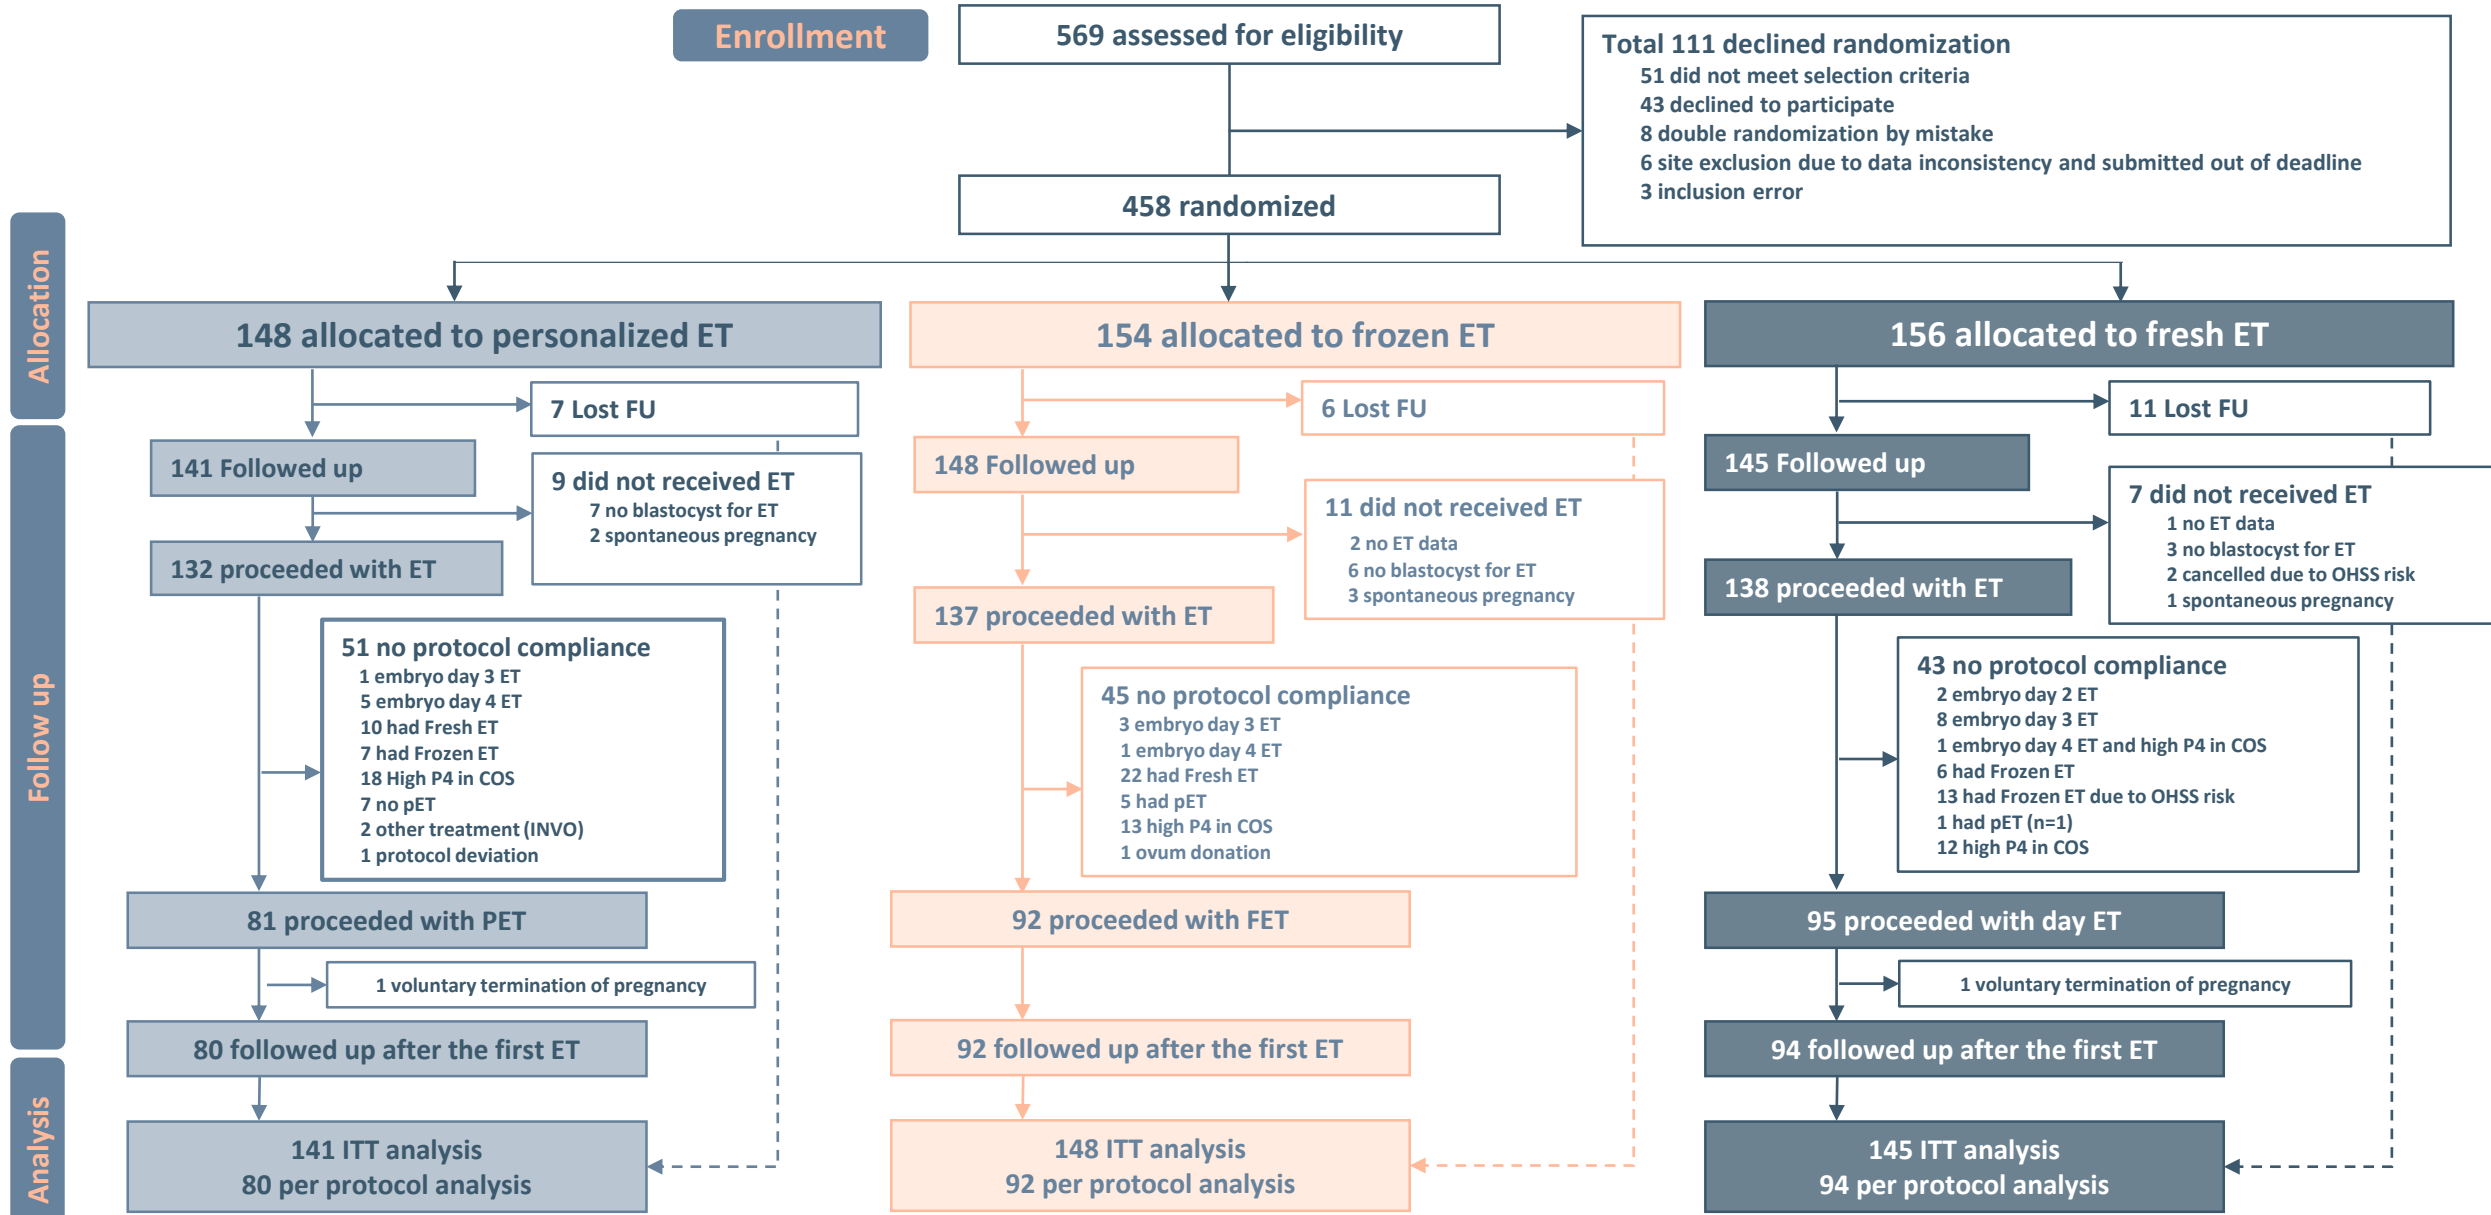 Enrollment
569 assessed for eligibility
Total 111 declined randomization
51 did not meet selection criteria
43 declined to participate
8 double randomization by mistake
6 site exclusion due to data inconsistency and submitted out of deadline
3 inclusion error
458 randomized
Allocation
148 allocated to personalized ET
7 Lost FU
154 allocated to frozen ET
6 Lost FU
156 allocated to fresh ET
11 Lost FU
Follow up
141 Followed up
9 did not received ET
7 no blastocyst for ET
2 spontaneous pregnancy
132 proceeded with ET
51 no protocol compliance
1 embryo day 3 ET
5 embryo day 4 ET
10 had Fresh ET
7 had Frozen ET
18 High P4 in COS
7 no pET
2 other treatment (INVO)
1 protocol deviation
81 proceeded with PET
1 voluntary termination of pregnancy
80 followed up after the first ET
148 Followed up
11 did not received ET
2 no ET data
6 no blastocyst for ET
3 spontaneous pregnancy
137 proceeded with ET
45 no protocol compliance
3 embryo day 3 ET
1 embryo day 4 ET
22 had Fresh ET
5 had pET
13 high P4 in COS
1 ovum donation
92 proceeded with FET
92 followed up after the first ET
145 Followed up
7 did not received ET
1 no ET data
3 no blastocyst for ET
2 cancelled due to OHSS risk
1 spontaneous pregnancy
138 proceeded with ET
43 no protocol compliance
2 embryo day 2 ET
8 embryo day 3 ET
1 embryo day 4 ET and high P4 in COS
6 had Frozen ET
13 had Frozen ET due to OHSS risk
1 had pET (n=1)
12 high P4 in COS
95 proceeded with day ET
1 voluntary termination of pregnancy
94 followed up after the first ET
Analysis
141 ITT analysis
80 per protocol analysis
148 ITT analysis
92 per protocol analysis
145 ITT analysis
94 per protocol analysis